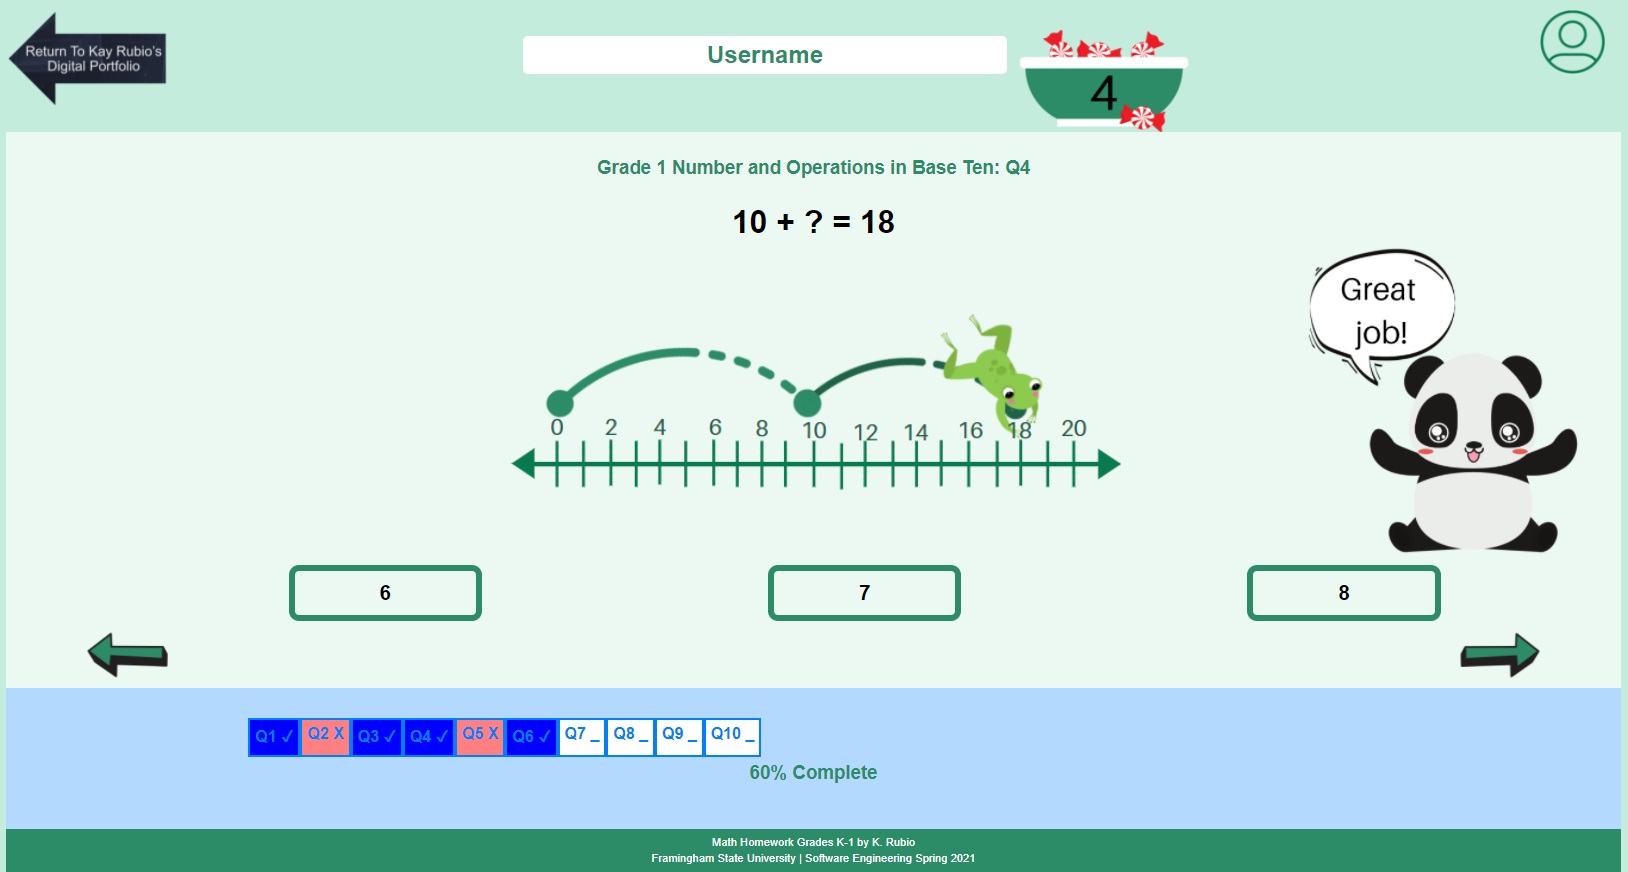 Return To Kay Rubio's
Digital Portfolio
Username
4
Grade 1 Number and Operations in Base Ten: Q4
10 + ? = 18
Great
job!
0 2 4 6 8 10 12 14 16 18 20
6
7
8
Q1 ✓ Q2 X Q3 ✓ Q4 ✓ Q5 X Q6 ✓ Q7 _ Q8 _ Q9 _ Q10 _
60% Complete
Math Homework Grades K-1 by K. Rubio
Framingham State University | Software Engineering Spring 2021